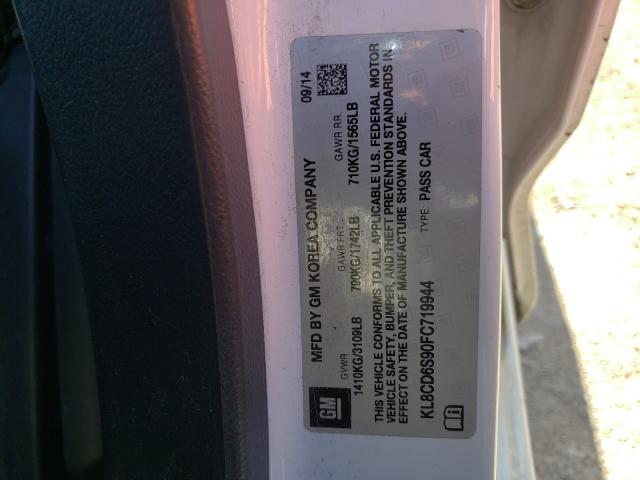 GM
MFD BY GM KOREA COMPANY 09/14
GVWR GAWR FRT. GAWR RR.
1410KG/3109LB 790KG/1742LB 710KG/1565LB
THIS VEHICLE CONFORMS TO ALL APPLICABLE U.S. FEDERAL MOTOR
VEHICLE SAFETY, BUMPER, AND THEFT PREVENTION STANDARDS IN
EFFECT ON THE DATE OF MANUFACTURE SHOWN ABOVE.
KL8CD6S90FC719944 TYPE: PASS CAR